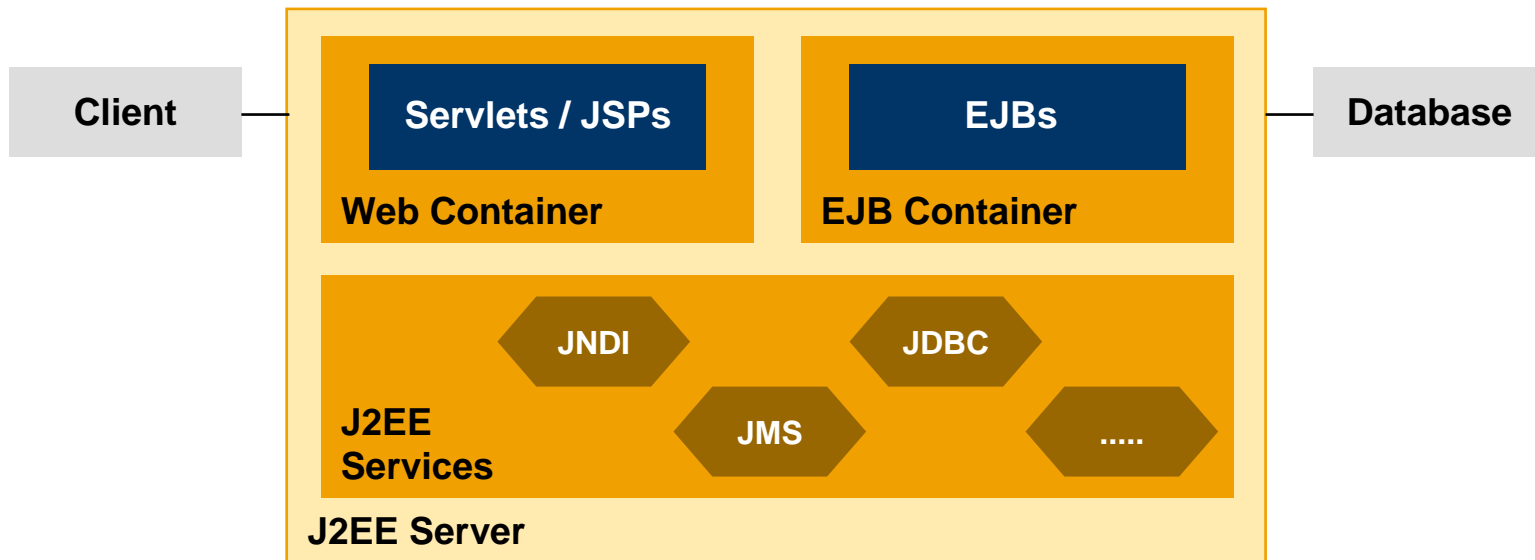 Client
Servlets / JSPs
EJBs
Database
Web Container
EJB Container
JNDI
JDBC
JMS
.....
J2EE
Services
J2EE Server